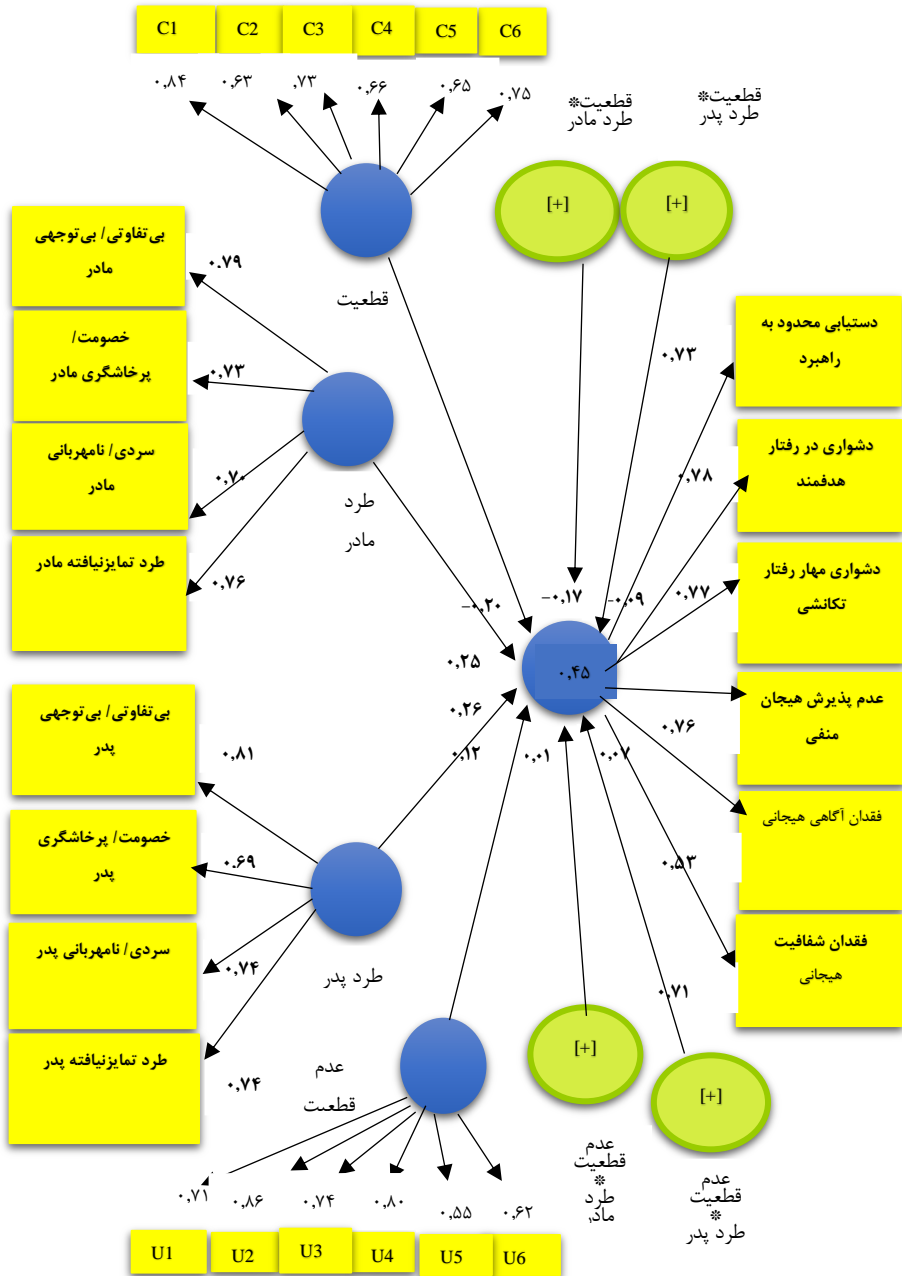 C1
C2
C3
C4
C5
C6
۰,۸۴
۰,۶۳
۰,۷۳
۰,۶۶
۰,۶۵
۰,۷۵
قطعیت*
طرد مادر
قطعیت*
طرد پدر
[+]
[+]
قطعیت
بی‌تفاوتی/ بی‌توجهی
مادر
۰.۷۹
خصومت/
پرخاشگری مادر
۰,۷۳
سردی/ نامهربانی
مادر
۰,۷۰
طرد تمایزنیافته مادر
۰,۷۶
طرد
مادر
دستیابی محدود به
راهبرد
۰,۷۳
دشواری در رفتار
هدفمند
۰,۷۸
دشواری مهار رفتار
تکانشی
۰,۷۷
عدم پذیرش هیجان
منفی
۰,۷۶
فقدان آگاهی هیجانی
۰,۵۳
فقدان شفافیت
هیجانی
۰,۷۱
−۰,۲۰
−۰,۱۷
−۰,۰۹
۰,۲۵
۰,۴۵
۰,۲۶
۰,۱۲
۰,۰۱
۰,۰۷
بی‌تفاوتی/ بی‌توجهی
پدر
۰,۸۱
خصومت/ پرخاشگری
پدر
۰.۶۹
سردی/ نامهربانی پدر
۰,۷۴
طرد تمایزنیافته پدر
۰,۷۴
طرد پدر
عدم
قطعیت
[+]
[+]
عدم
قطعیت
*
طرد
مادر
عدم
قطعیت
*
طرد پدر
۰,۷۱
۰,۸۶
۰,۷۴
۰,۸۰
۰,۵۵
۰,۶۲
U1
U2
U3
U4
U5
U6